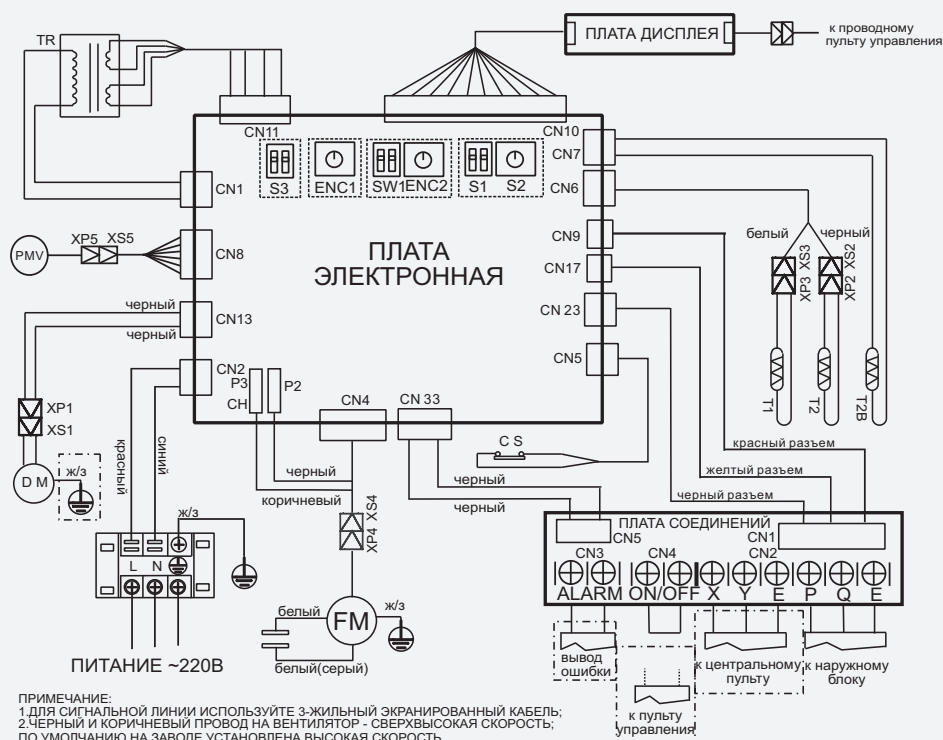 TR
ПЛАТА ДИСПЛЕЯ
к проводному
пульту управления
CN11
CN10
CN7
S3
ENC1
SW1
ENC2
S1
S2
CN1
CN6
XP5 XS5
PMV
CN8
ПЛАТА
ЭЛЕКТРОННАЯ
CN9
белый
черный
CN17
XP3 XS3
XP2 XS2
черный
CN13
черный
CN 23
CN2
CN5
P3
P2
CH
CN4
CN 33
T1
T2
T2B
XP1
XS1
красный
синий
D M
ж/з
C S
красный разъем
черный
желтый разъем
коричневый
черный
черный разъем
черный
ж/з
XP4 XS4
ПЛАТА СОЕДИНЕНИЙ
CN5
CN1
CN3
CN4
CN2
L N
ALARM ON/OFF X Y E P Q E
белый
FM
ж/з
белый(серый)
ПИТАНИЕ ~220В
вывод
ошибки
к центральному
пульту
к наружному
блоку
к пульту
управления
ПРИМЕЧАНИЕ:
1.ДЛЯ СИГНАЛЬНОЙ ЛИНИИ ИСПОЛЬЗУЙТЕ 3-ЖИЛЬНЫЙ ЭКРАНИРОВАННЫЙ КАБЕЛЬ;
2.ЧЕРНЫЙ И КОРИЧНЕВЫЙ ПРОВОД НА ВЕНТИЛЯТОР - СВЕРХВЫСОКАЯ СКОРОСТЬ;
ПО УМОЛЧАНИЮ НА ЗАВОДЕ УСТАНОВЛЕНА ВЫСОКАЯ СКОРОСТЬ